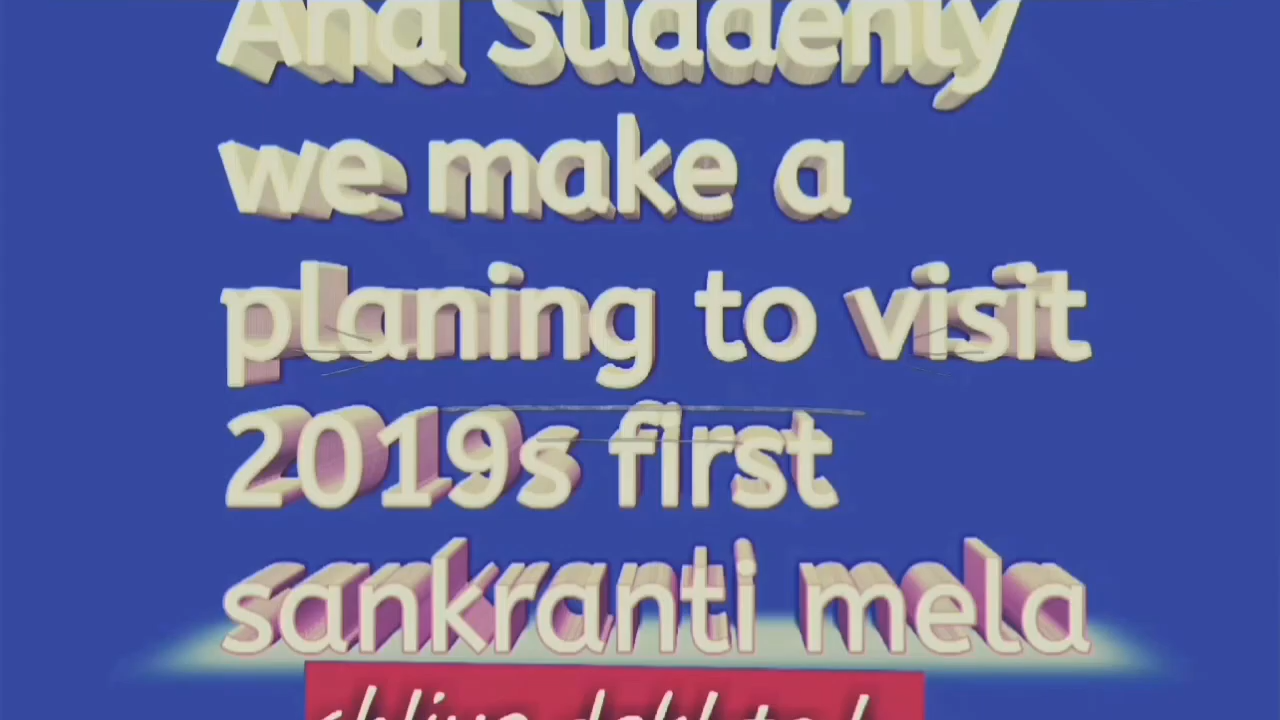 And Suddenly
we make a
planing to visit
2019s first
sankranti mela